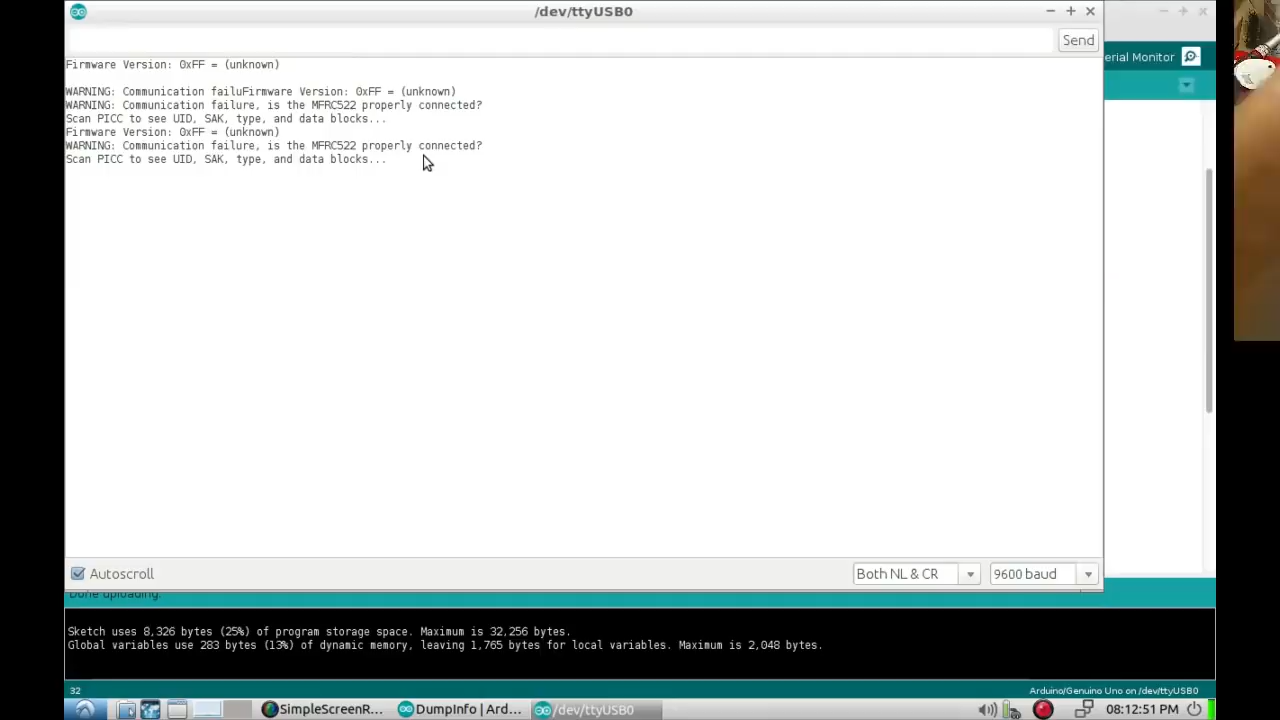 /dev/ttyUSB0
Send
Firmware Version: 0xFF = (unknown)
WARNING: Communication failuFirmware Version: 0xFF = (unknown)
WARNING: Communication failure, is the MFRC522 properly connected?
Scan PICC to see UID, SAK, type, and data blocks...
Firmware Version: 0xFF = (unknown)
WARNING: Communication failure, is the MFRC522 properly connected?
Scan PICC to see UID, SAK, type, and data blocks...
erial Monitor
Autoscroll
Both NL & CR
9600 baud
Done uploading.
Sketch uses 8,326 bytes (25%) of program storage space. Maximum is 32,256 bytes.
Global variables use 283 bytes (13%) of dynamic memory, leaving 1,765 bytes for local variables. Maximum is 2,048 bytes.
32
Arduino/Genuino Uno on /dev/ttyUSB0
SimpleScreenR...
DumpInfo | Ard...
/dev/ttyUSB0
08:12:51 PM